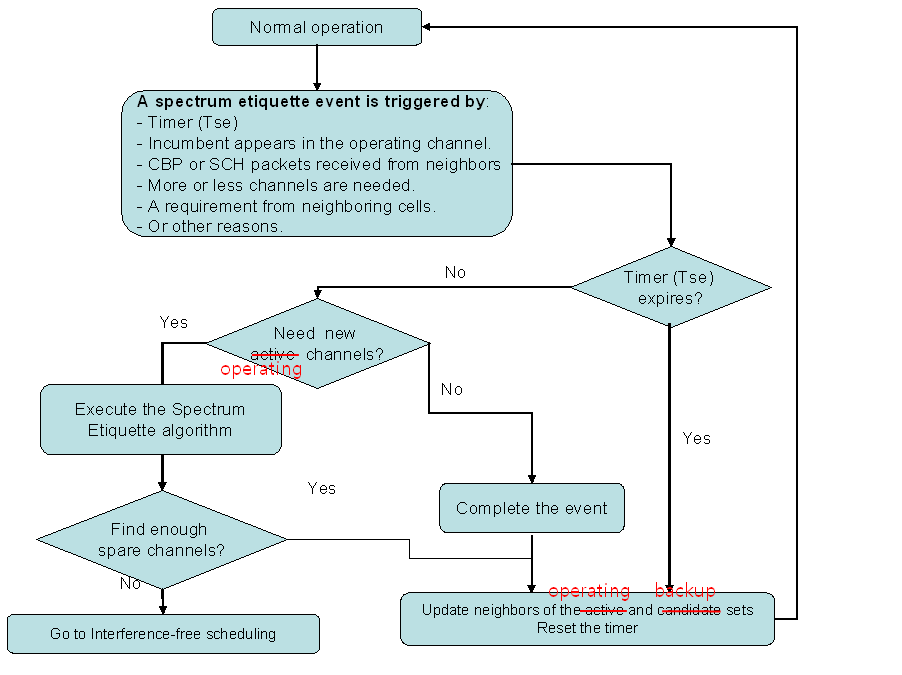 Normal operation
A spectrum etiquette event is triggered by:
- Timer (Tse)
- Incumbent appears in the operating channel.
- CBP or SCH packets received from neighbors
- More or less channels are needed.
- A requirement from neighboring cells.
- Or other reasons.
No
Timer (Tse)
expires?
Yes
Need new
active channels?
operating
No
Execute the Spectrum
Etiquette algorithm
Yes
Yes
Find enough
spare channels?
Complete the event
No
operating backup
Update neighbors of the active and candidate sets
Reset the timer
Go to Interference-free scheduling